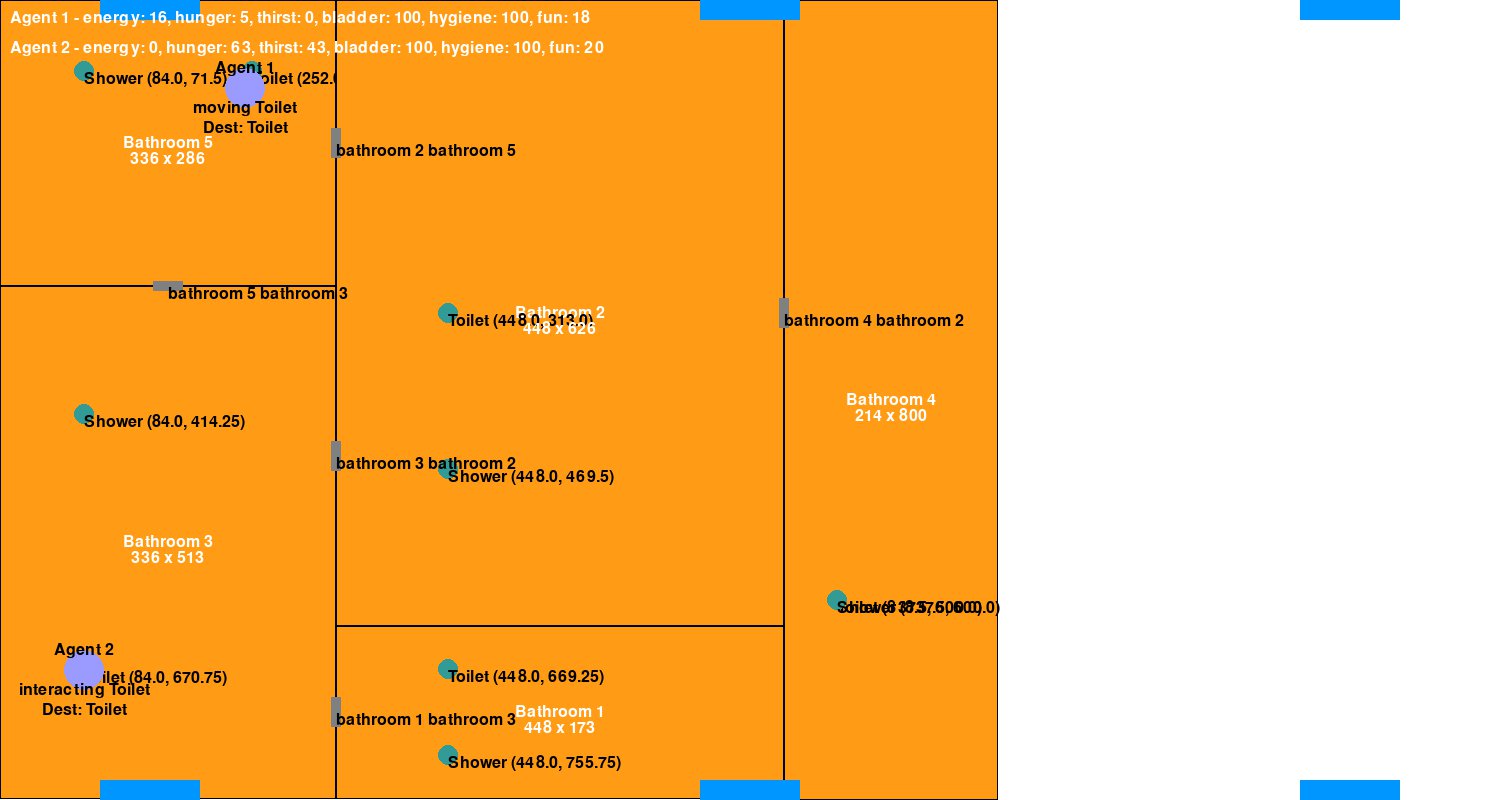 Agent 1 - energy: 16, hunger: 5, thirst: 0, bladder: 100, hygiene: 100, fun: 18
Agent 2 - energy: 0, hunger: 63, thirst: 43, bladder: 100, hygiene: 100, fun: 20
Agent 1
Shower (84.0, 71.5)
moving Toilet
Dest: Toilet
Bathroom 5
336 x 286
bathroom 2 bathroom 5
bathroom 5 bathroom 3
Bathroom 2
Toilet (448.0, 313.0)
448 x 626
bathroom 4 bathroom 2
Bathroom 4
214 x 800
Shower (84.0, 414.25)
bathroom 3 bathroom 2
Shower (448.0, 469.5)
Bathroom 3
336 x 513
Agent 2
(84.0, 670.75)
interacting Toilet
Dest: Toilet
Toilet (448.0, 669.25)
bathroom 1 bathroom 3
Bathroom 1
448 x 173
Shower (448.0, 755.75)